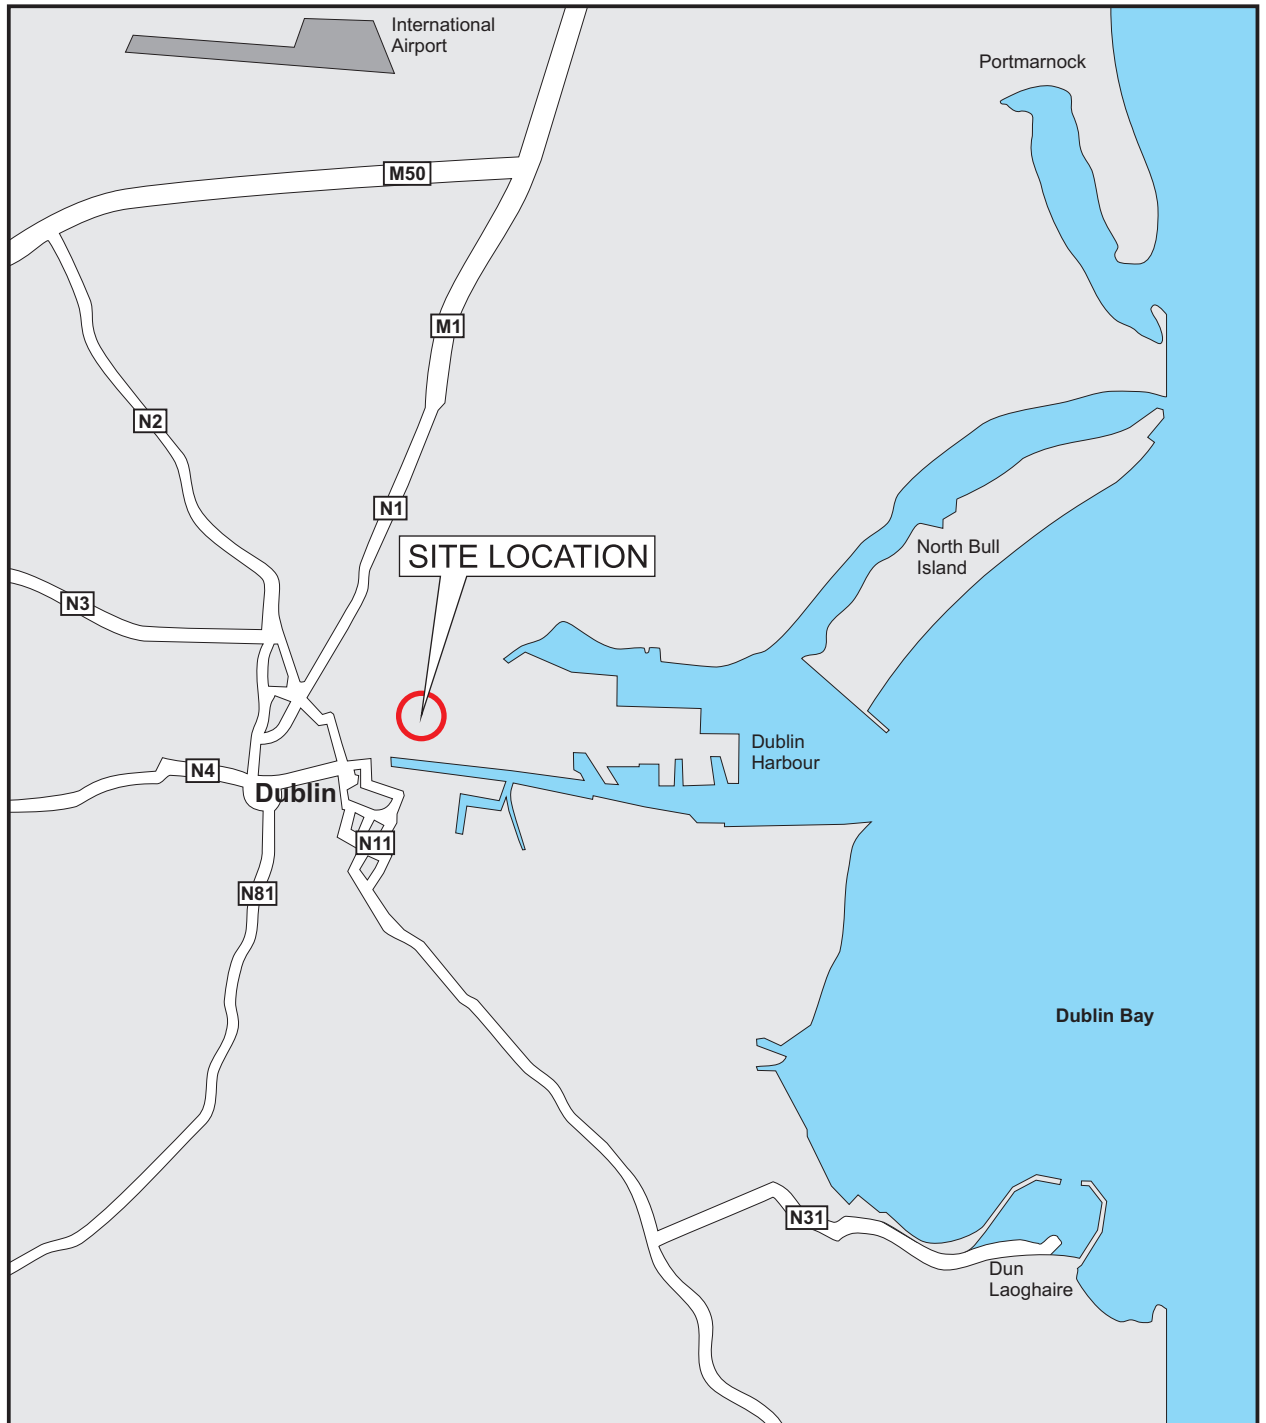 International
Airport
Portmarnock
M50
M1
N2
N1
SITE LOCATION
North Bull
Island
N3
Dublin
Harbour
N4
Dublin
N11
N81
Dublin Bay
N31
Dun
Laoghaire